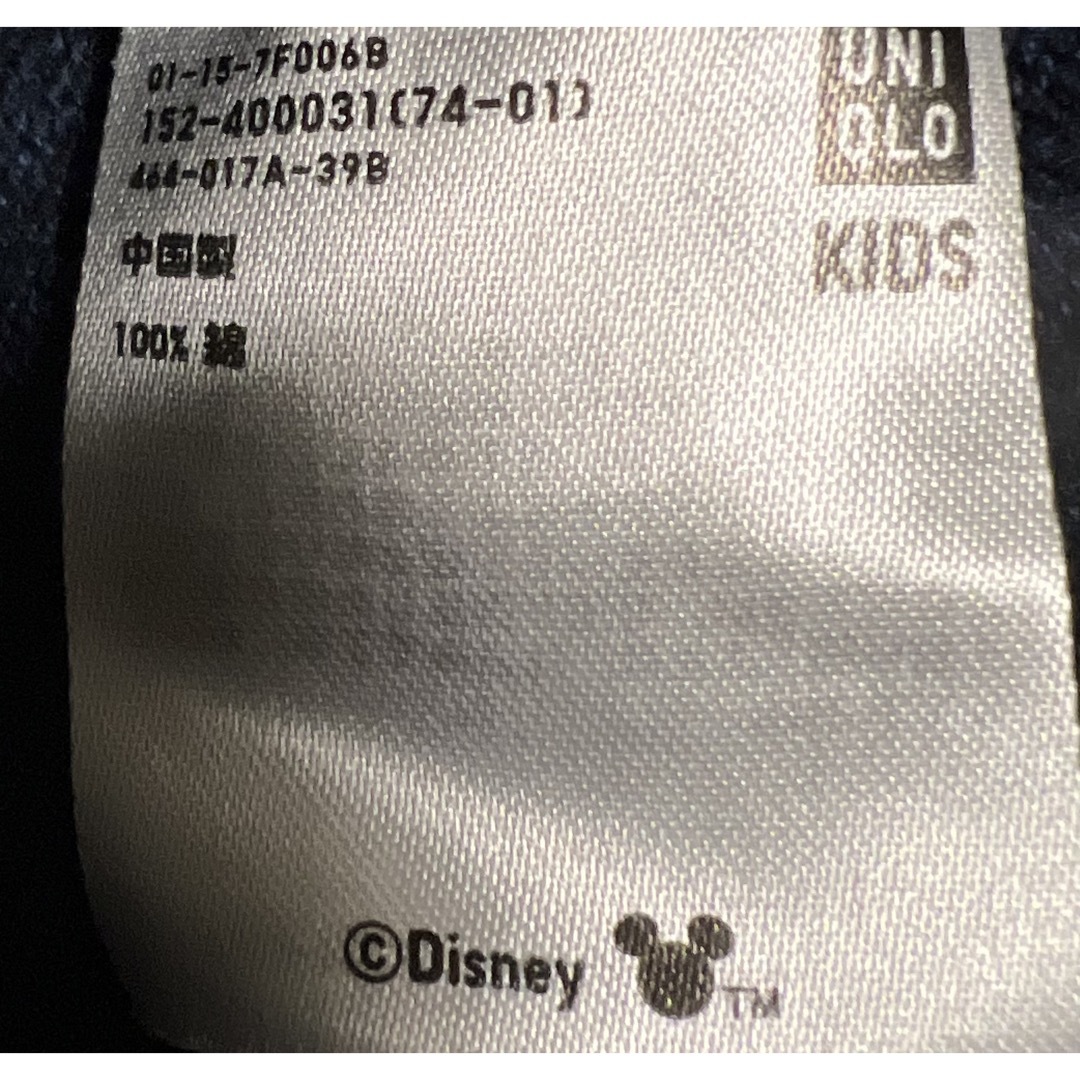 01-15-7F006B
152-400031(74-01)
464-017A-39B
中国製
100% 綿
UNI
QLO
KIDS
©Disney TM